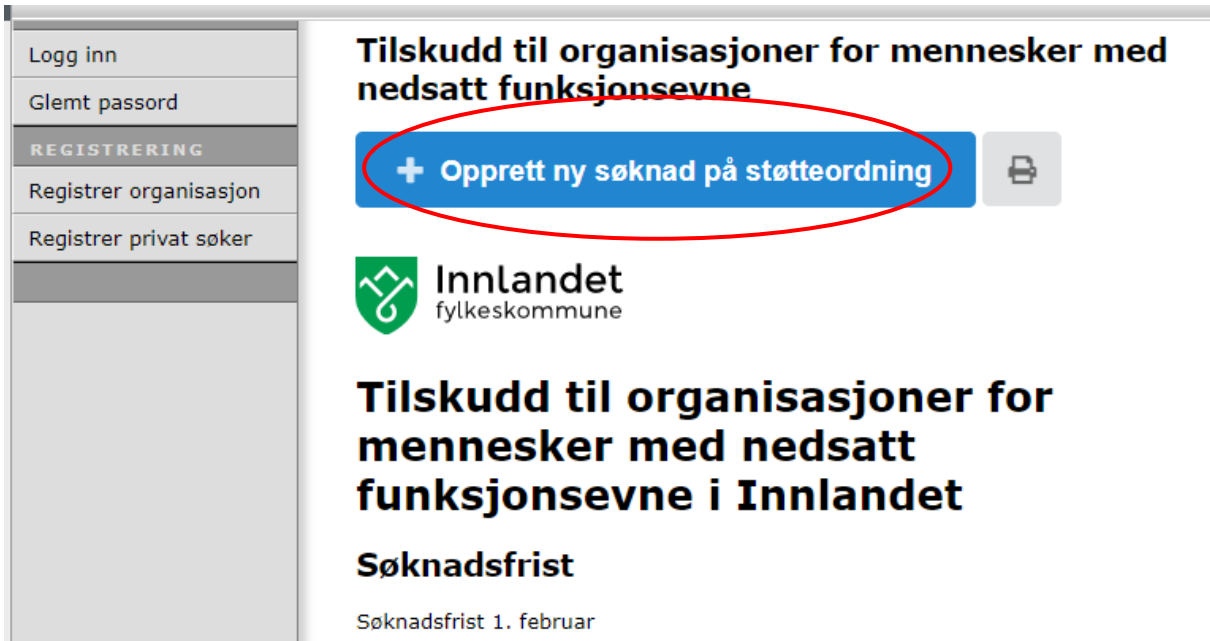 Logg inn
Glemt passord
REGISTRERING
Registrer organisasjon
Registrer privat søker
Tilskudd til organisasjoner for mennesker med
nedsatt funksjonsevne
Opprett ny søknad på støtteordning
Innlandet
fylkeskommune
Tilskudd til organisasjoner for
mennesker med nedsatt
funksjonsevne i Innlandet
Søknadsfrist
Søknadsfrist 1. februar